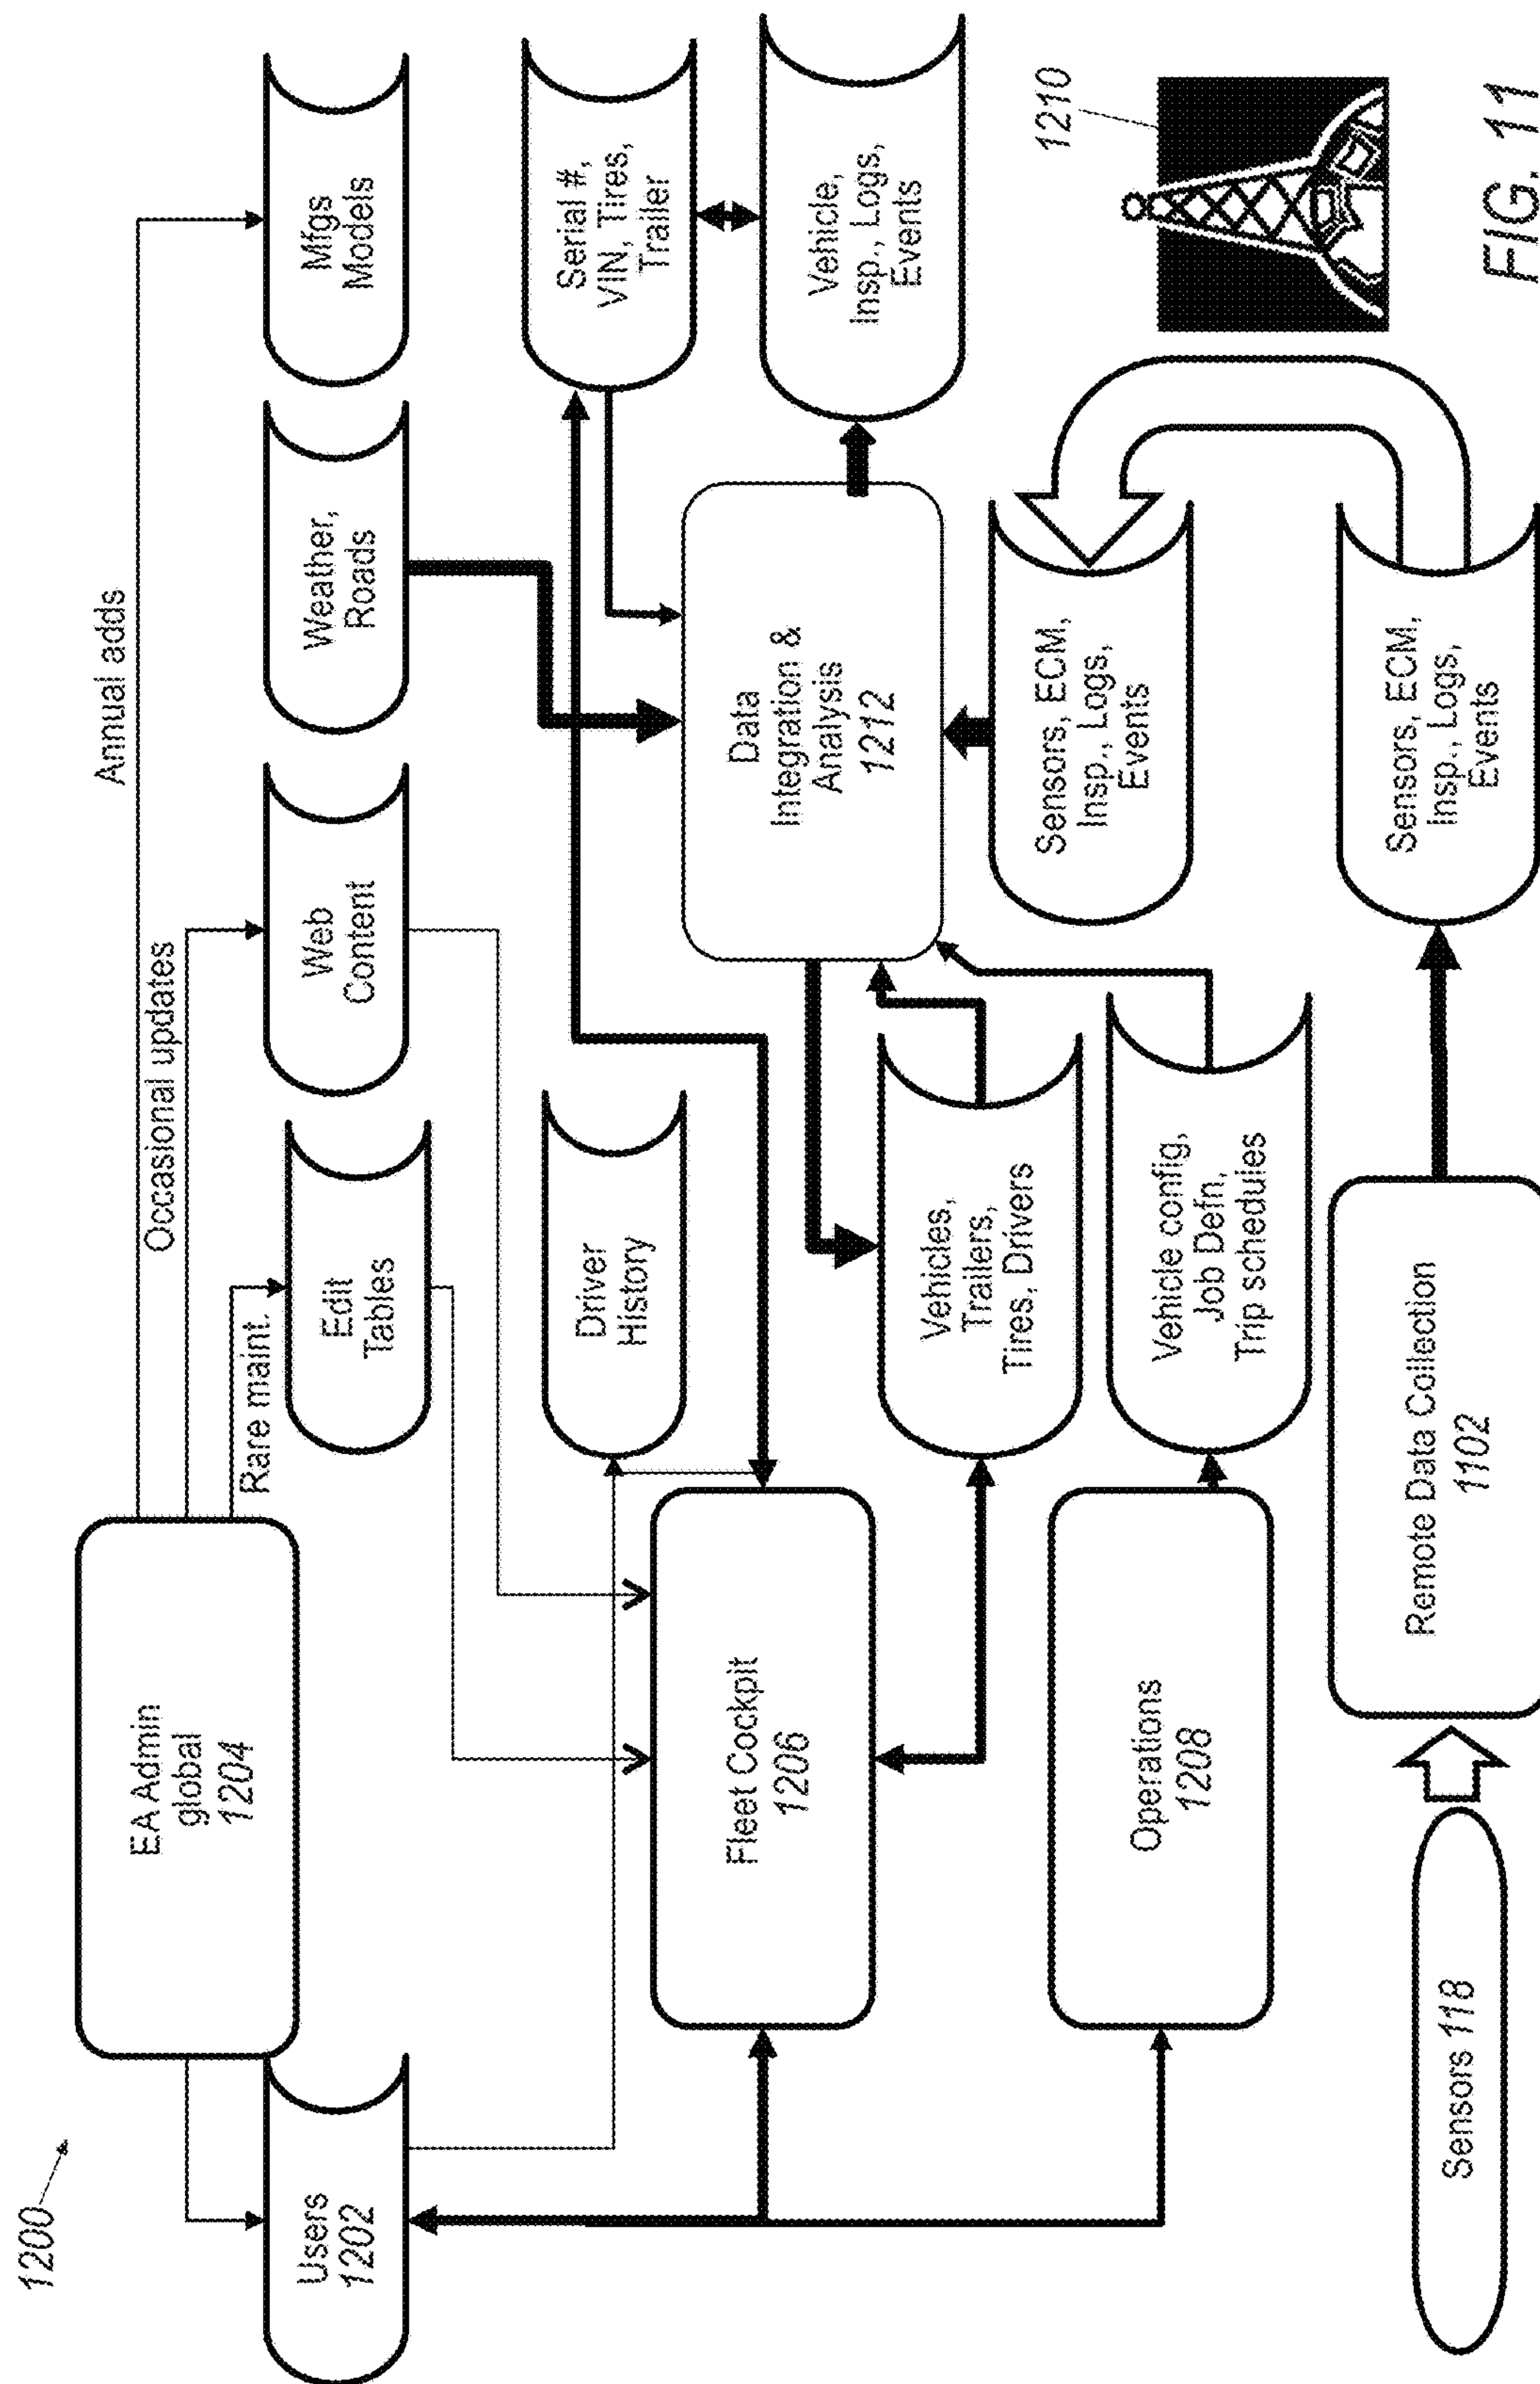 1200
EA Admin
global
1204
Annual adds
Occasional updates
Rare maint.
Users
1202
Edit
Tables
Web
Content
Weather,
Roads
Mfgs
Models
Driver
History
Serial #,
VIN, Tires,
Trailer
Fleet Cockpit
1206
Data
Integration &
Analysis
1212
Vehicle,
Insp., Logs,
Events
Vehicles,
Trailers,
Tires, Drivers
Operations
1208
Vehicle config,
Job Defn,
Trip schedules
Sensors, ECM,
Insp., Logs,
Events
1210
Sensors 118
Remote Data Collection
1102
Sensors, ECM,
Insp., Logs,
Events
FIG. 11